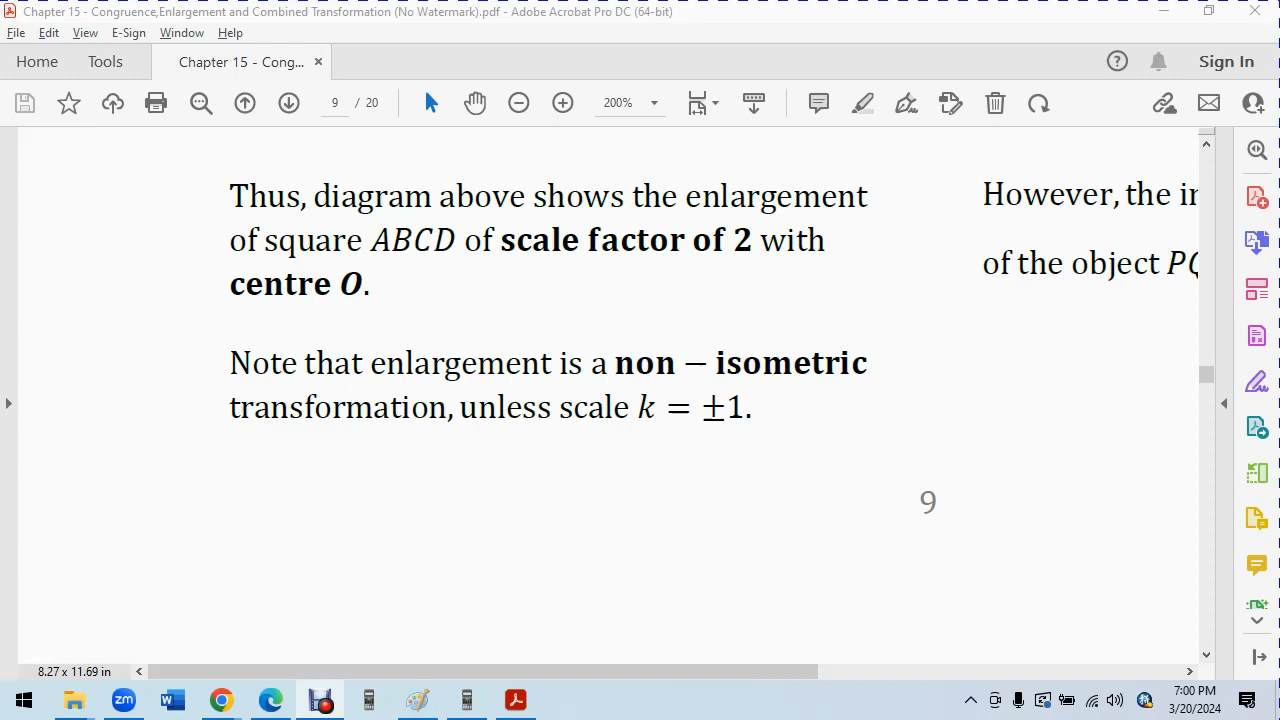 Chapter 15 - Congruence,Enlargement and Combined Transformation (No Watermark).pdf - Adobe Acrobat Pro DC (64-bit)
File Edit View E-Sign Window Help
Home Tools Chapter 15 - Cong... × Sign In
9 / 20 200%
Thus, diagram above shows the enlargement
of square ABCD of scale factor of 2 with
centre O.
Note that enlargement is a non − isometric
transformation, unless scale k = ±1.
9
However, the in
of the object PQ
8.27 x 11.69 in
7:00 PM
3/20/2024